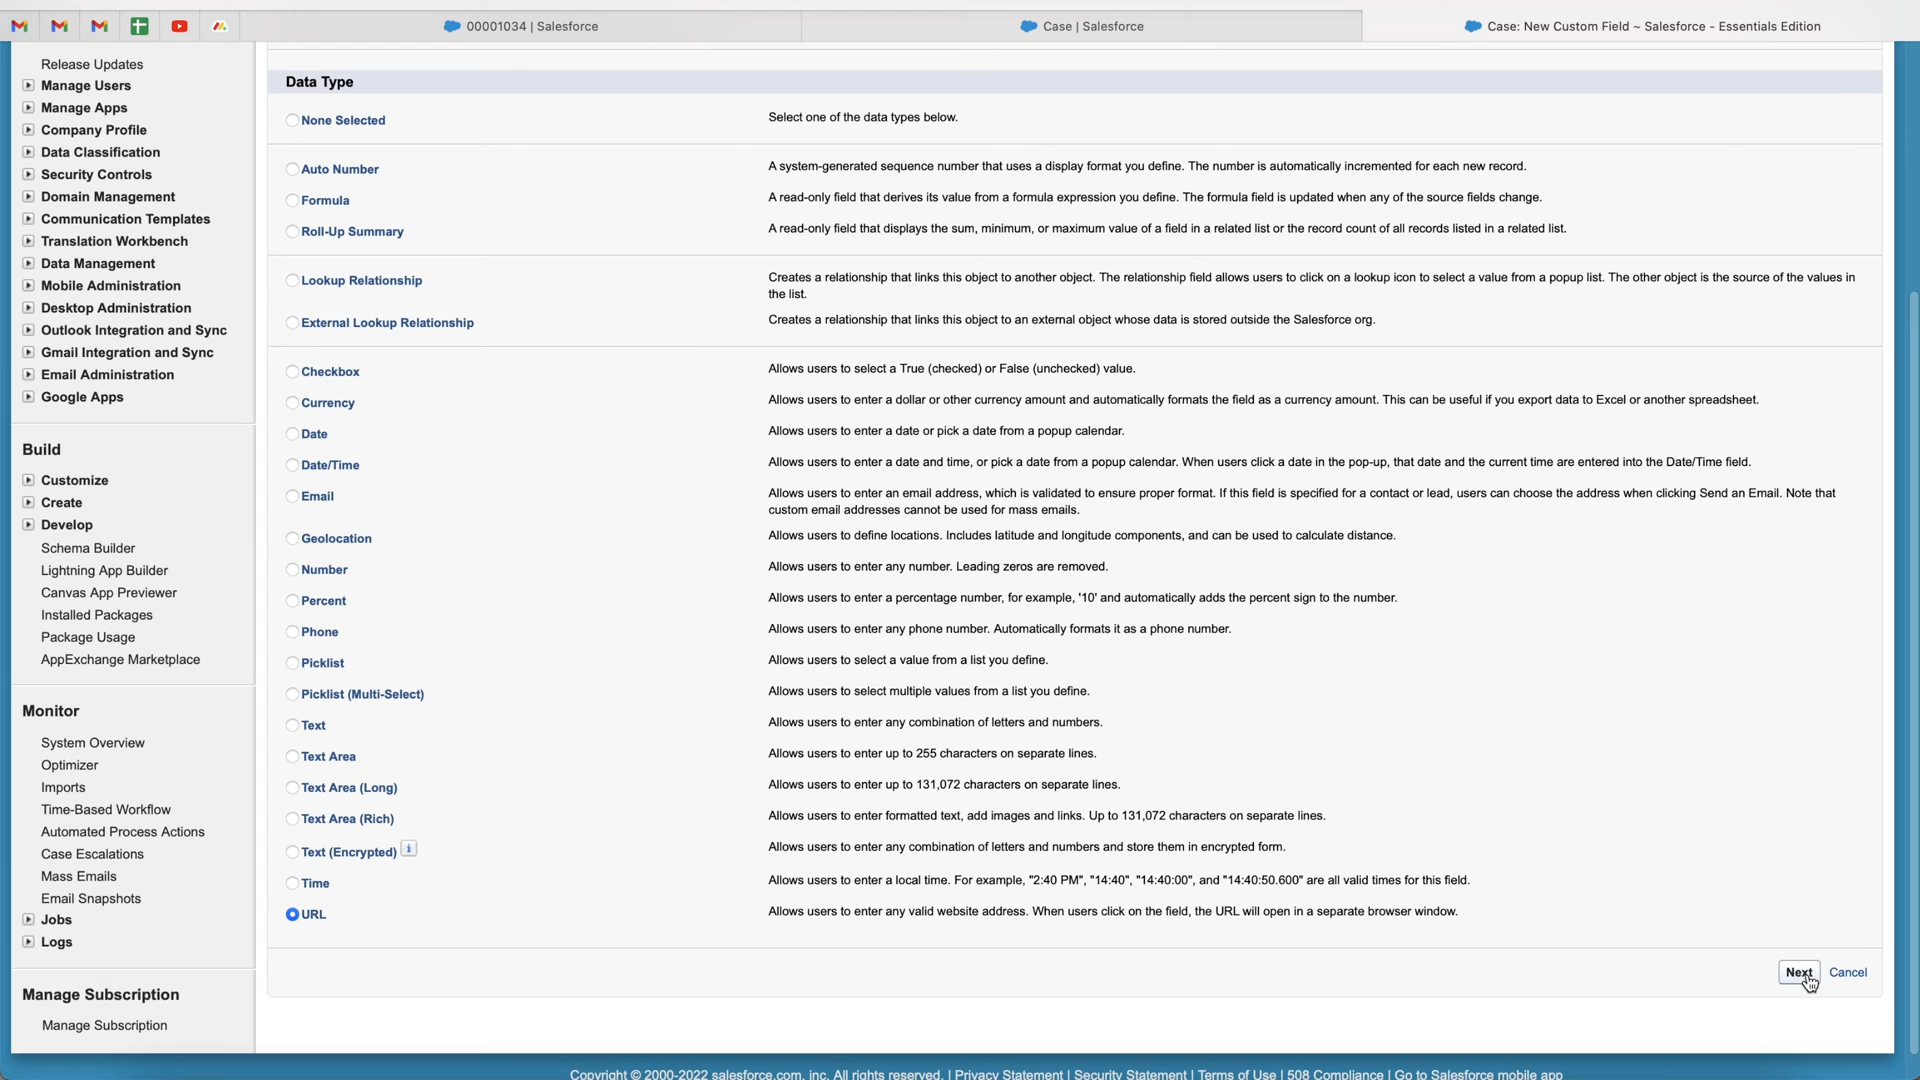 00001034 | Salesforce
Case | Salesforce
Case: New Custom Field ~ Salesforce - Essentials Edition
Release Updates
Manage Users
Manage Apps
Company Profile
Data Classification
Security Controls
Domain Management
Communication Templates
Translation Workbench
Data Management
Mobile Administration
Desktop Administration
Outlook Integration and Sync
Gmail Integration and Sync
Email Administration
Google Apps
Build
Customize
Create
Develop
Schema Builder
Lightning App Builder
Canvas App Previewer
Installed Packages
Package Usage
AppExchange Marketplace
Monitor
System Overview
Optimizer
Imports
Time-Based Workflow
Automated Process Actions
Case Escalations
Mass Emails
Email Snapshots
Jobs
Logs
Manage Subscription
Manage Subscription
Data Type
None Selected
Select one of the data types below.
Auto Number
A system-generated sequence number that uses a display format you define. The number is automatically incremented for each new record.
Formula
A read-only field that derives its value from a formula expression you define. The formula field is updated when any of the source fields change.
Roll-Up Summary
A read-only field that displays the sum, minimum, or maximum value of a field in a related list or the record count of all records listed in a related list.
Lookup Relationship
Creates a relationship that links this object to another object. The relationship field allows users to click on a lookup icon to select a value from a popup list. The other object is the source of the values in
the list.
External Lookup Relationship
Creates a relationship that links this object to an external object whose data is stored outside the Salesforce org.
Checkbox
Allows users to select a True (checked) or False (unchecked) value.
Currency
Allows users to enter a dollar or other currency amount and automatically formats the field as a currency amount. This can be useful if you export data to Excel or another spreadsheet.
Date
Allows users to enter a date or pick a date from a popup calendar.
Date/Time
Allows users to enter a date and time, or pick a date from a popup calendar. When users click a date in the pop-up, that date and the current time are entered into the Date/Time field.
Email
Allows users to enter an email address, which is validated to ensure proper format. If this field is specified for a contact or lead, users can choose the address when clicking Send an Email. Note that
custom email addresses cannot be used for mass emails.
Geolocation
Allows users to define locations. Includes latitude and longitude components, and can be used to calculate distance.
Number
Allows users to enter any number. Leading zeros are removed.
Percent
Allows users to enter a percentage number, for example, '10' and automatically adds the percent sign to the number.
Phone
Allows users to enter any phone number. Automatically formats it as a phone number.
Picklist
Allows users to select a value from a list you define.
Picklist (Multi-Select)
Allows users to select multiple values from a list you define.
Text
Allows users to enter any combination of letters and numbers.
Text Area
Allows users to enter up to 255 characters on separate lines.
Text Area (Long)
Allows users to enter up to 131,072 characters on separate lines.
Text Area (Rich)
Allows users to enter formatted text, add images and links. Up to 131,072 characters on separate lines.
Text (Encrypted) i
Allows users to enter any combination of letters and numbers and store them in encrypted form.
Time
Allows users to enter a local time. For example, "2:40 PM", "14:40", "14:40:00", and "14:40:50.600" are all valid times for this field.
URL
Allows users to enter any valid website address. When users click on the field, the URL will open in a separate browser window.
Next Cancel
Copyright © 2000-2022 salesforce.com, inc. All rights reserved. | Privacy Statement | Security Statement | Terms of Use | 508 Compliance | Go to Salesforce mobile app